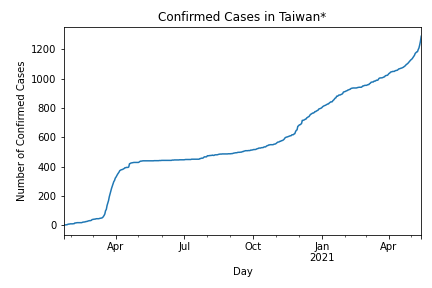 Confirmed Cases in Taiwan*
Number of Confirmed Cases
1200
1000
800
600
400
200
0
Apr
Jul
Oct
Jan
2021
Apr
Day